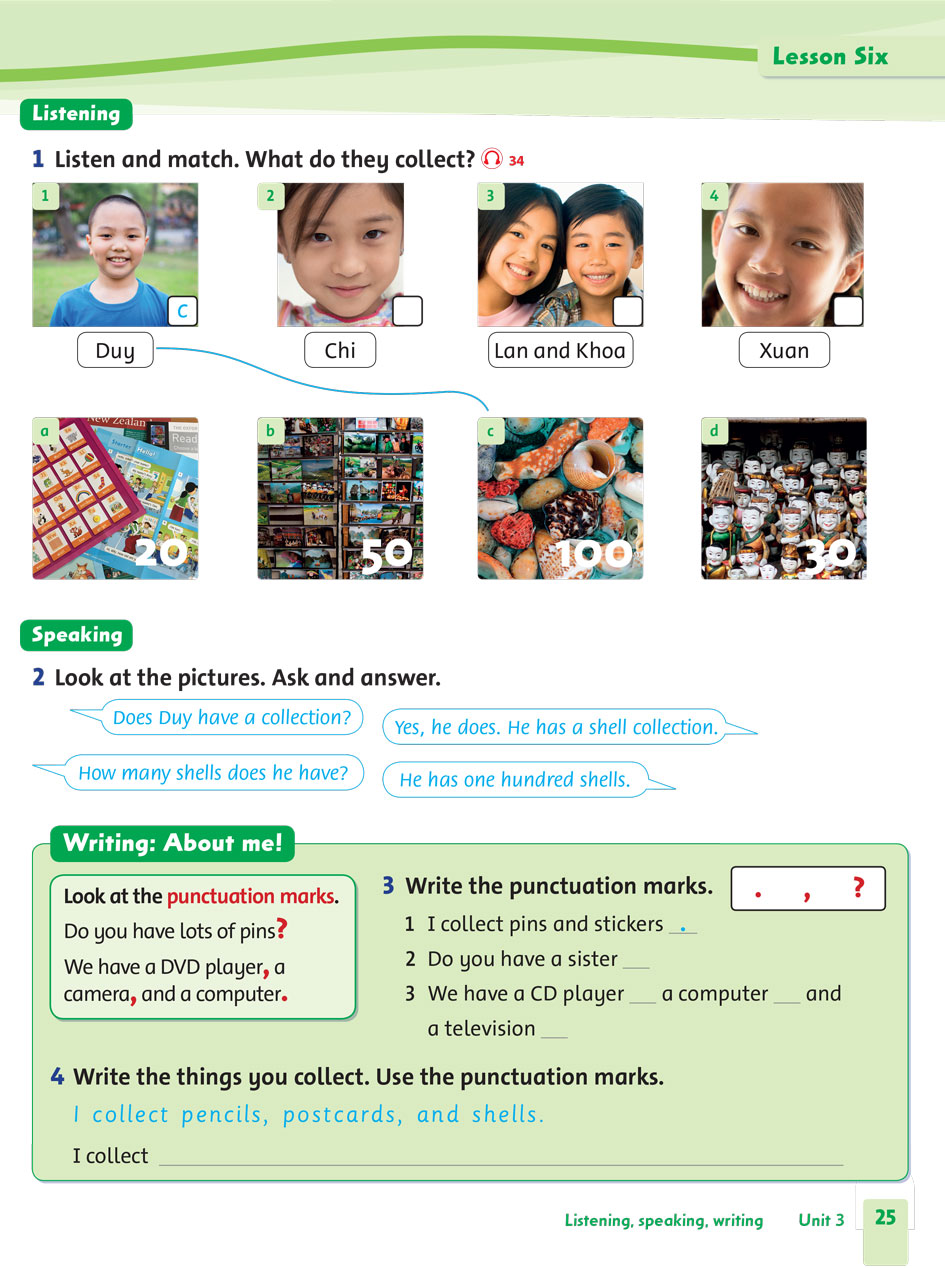 Lesson Six
Listening
1 Listen and match. What do they collect? 34
1
2
3
4
C
Duy
Chi
Lan and Khoa
Xuan
a
b
c
d
New Zealan
THE OXFOR
Read
Starter
Hello!
20
50
100
30
Speaking
2 Look at the pictures. Ask and answer.
Does Duy have a collection?
Yes, he does. He has a shell collection.
How many shells does he have?
He has one hundred shells.
Writing: About me!
Look at the punctuation marks.
Do you have lots of pins?
We have a DVD player, a
camera, and a computer.
3 Write the punctuation marks.
. , ?
1 I collect pins and stickers .
2 Do you have a sister ___
3 We have a CD player ___ a computer ___ and
a television ___
4 Write the things you collect. Use the punctuation marks.
I collect pencils, postcards, and shells.
I collect ___
Listening, speaking, writing Unit 3 25